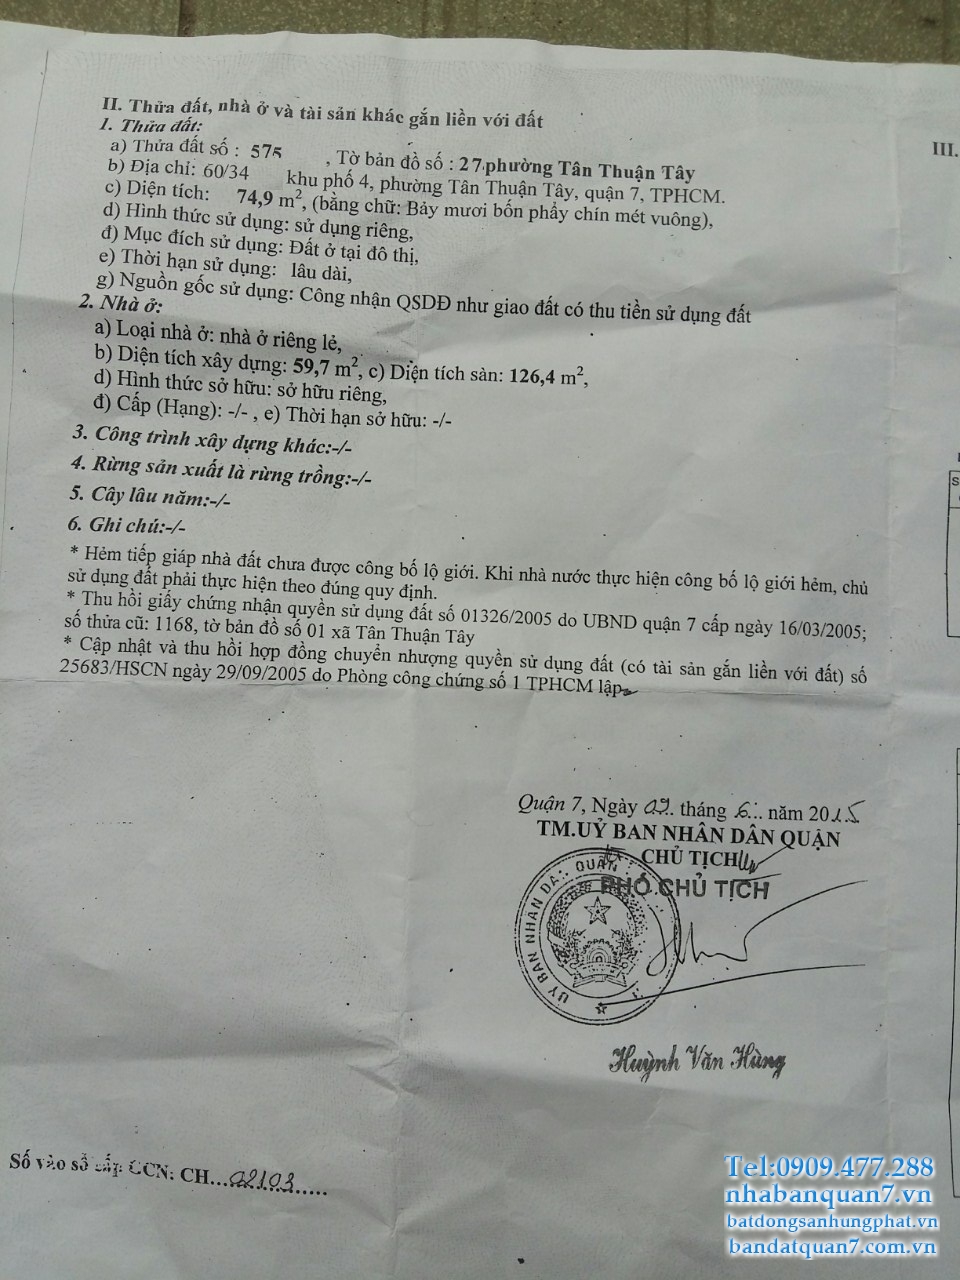 II. Thửa đất, nhà ở và tài sản khác gắn liền với đất
1. Thửa đất:
a) Thửa đất số : 575 , Tờ bản đồ số : 27 phường Tân Thuận Tây
b) Địa chỉ: 60/34 khu phố 4, phường Tân Thuận Tây, quận 7, TPHCM.
c) Diện tích: 74,9 m2, (bằng chữ: Bảy mươi bốn phẩy chín mét vuông),
d) Hình thức sử dụng: sử dụng riêng,
đ) Mục đích sử dụng: Đất ở tại đô thị,
e) Thời hạn sử dụng: lâu dài,
g) Nguồn gốc sử dụng: Công nhận QSDĐ như giao đất có thu tiền sử dụng đất
2. Nhà ở:
a) Loại nhà ở: nhà ở riêng lẻ,
b) Diện tích xây dựng: 59,7 m2, c) Diện tích sàn: 126,4 m2,
d) Hình thức sở hữu: sở hữu riêng,
đ) Cấp (Hạng): -/- , e) Thời hạn sở hữu: -/-
3. Công trình xây dựng khác:-/-
4. Rừng sản xuất là rừng trồng:-/-
5. Cây lâu năm:-/-
6. Ghi chú:-/-
* Hẻm tiếp giáp nhà đất chưa được công bố lộ giới. Khi nhà nước thực hiện công bố lộ giới hẻm, chủ
sử dụng đất phải thực hiện theo đúng quy định.
* Thu hồi giấy chứng nhận quyền sử dụng đất số 01326/2005 do UBND quận 7 cấp ngày 16/03/2005;
số thửa cũ: 1168, tờ bản đồ số 01 xã Tân Thuận Tây
* Cập nhật và thu hồi hợp đồng chuyển nhượng quyền sử dụng đất (có tài sản gắn liền với đất) số
25683/HSCN ngày 29/09/2005 do Phòng công chứng số 1 TPHCM lập
III.
S
Quận 7, Ngày 02. tháng 6... năm 2015
TM.UỶ BAN NHÂN DÂN QUẬN
CHỦ TỊCH
PHÓ CHỦ TỊCH
UỶ BAN NHÂN DÂN QUẬN
Huỳnh Văn Hùng
Số vào sổ cấp GCN: CH...02103......
Tel:0909.477.288
nhabanquan7.vn
batdongsanhungphat.vn
bandatquan7.com.vn